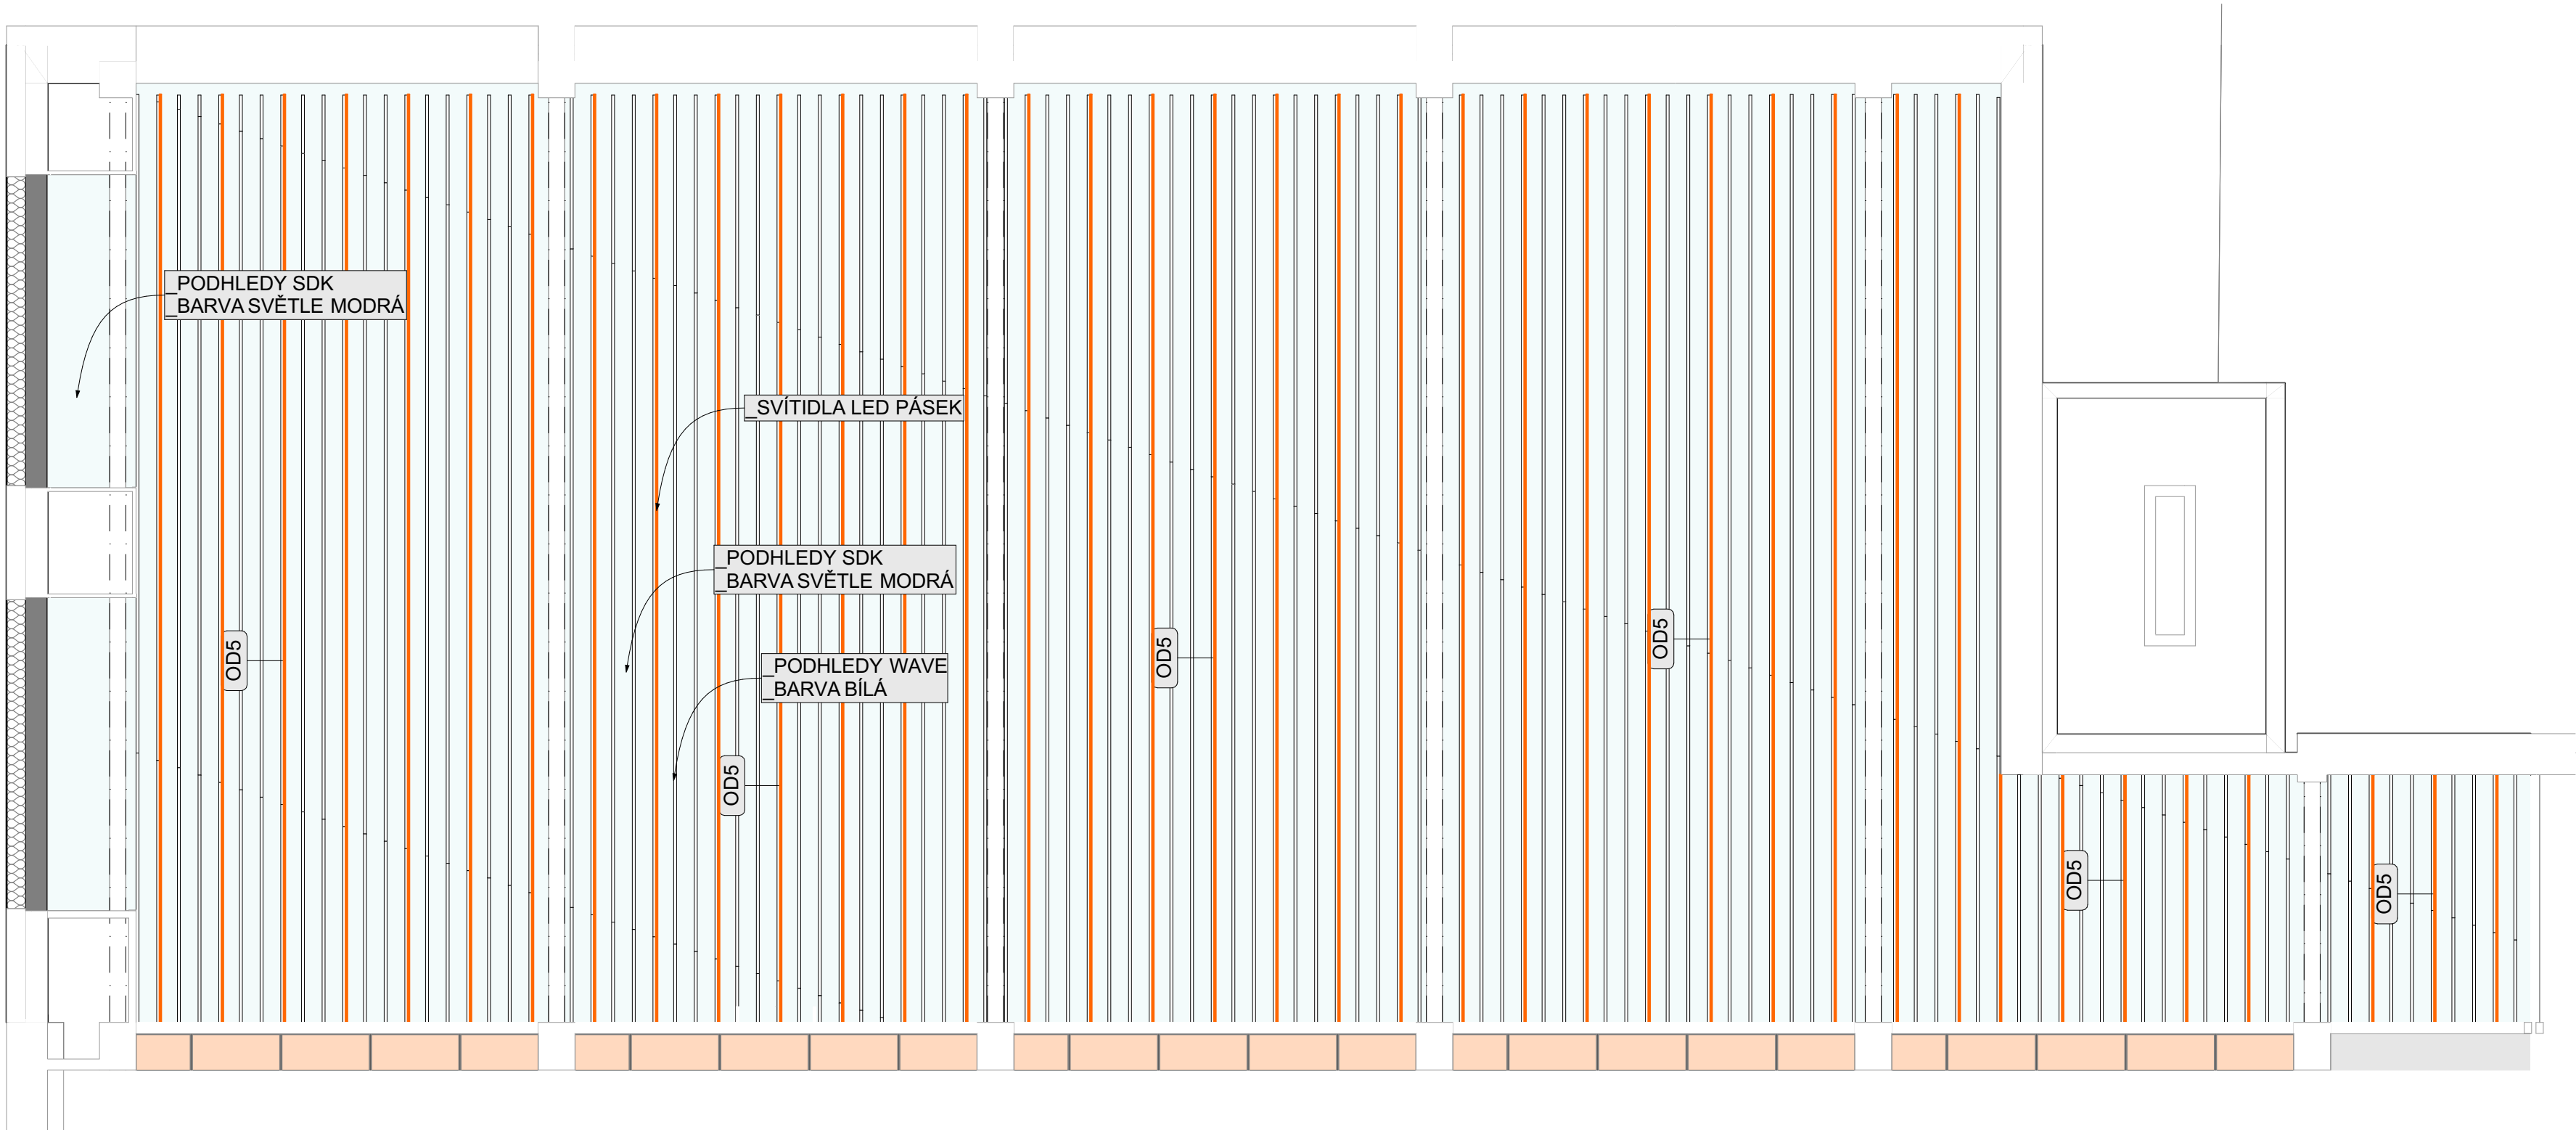 _PODHLEDY SDK
_BARVA SVĚTLE MODRÁ
_SVÍTIDLA LED PÁSEK
_PODHLEDY SDK
_BARVA SVĚTLE MODRÁ
_PODHLEDY WAVE
_BARVA BÍLÁ
OD5
OD5
OD5
OD5
OD5
OD5